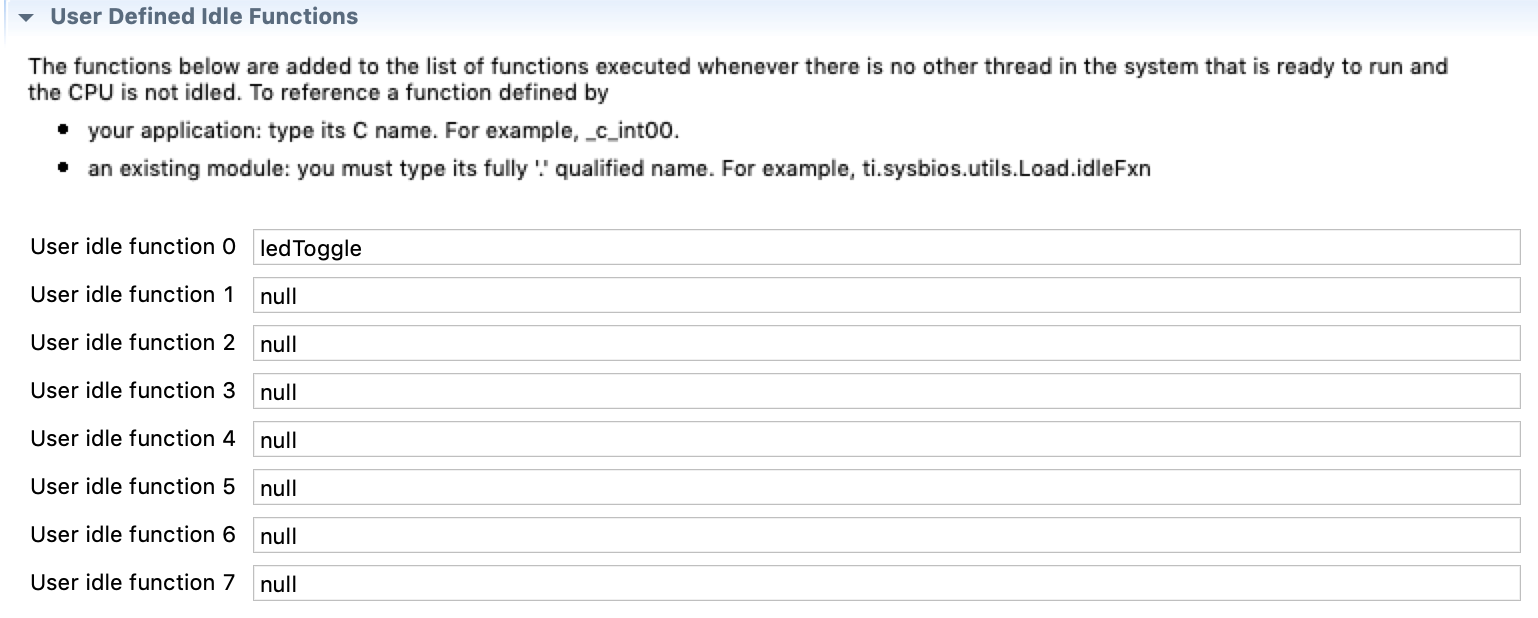 User Defined Idle Functions
The functions below are added to the list of functions executed whenever there is no other thread in the system that is ready to run and
the CPU is not idled. To reference a function defined by
• your application: type its C name. For example, _c_int00.
• an existing module: you must type its fully '.' qualified name. For example, ti.sysbios.utils.Load.idleFxn
User idle function 0 ledToggle
User idle function 1 null
User idle function 2 null
User idle function 3 null
User idle function 4 null
User idle function 5 null
User idle function 6 null
User idle function 7 null